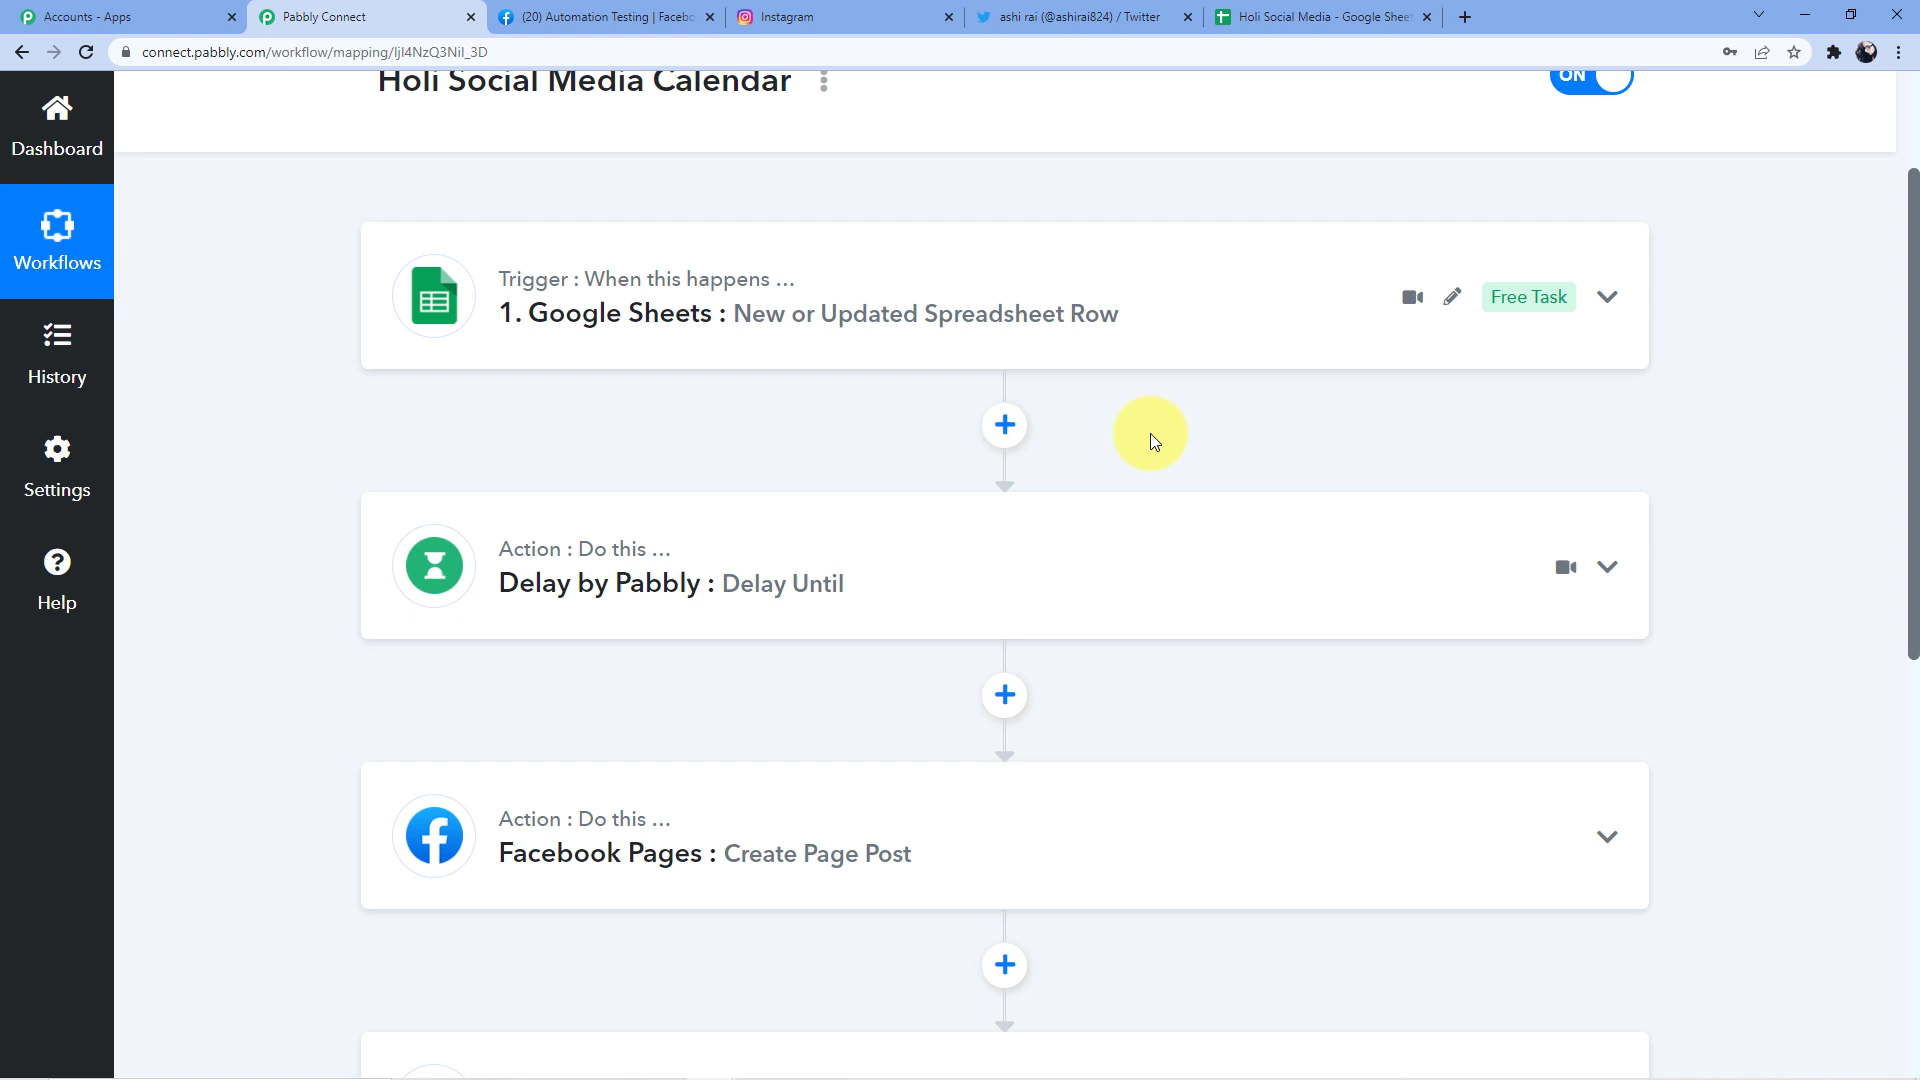 Accounts - Apps
Pabbly Connect
(20) Automation Testing | Facebo
Instagram
ashi rai (@ashirai824) / Twitter
Holi Social Media - Google Sheet
connect.pabbly.com/workflow/mapping/IjI4NzQ3NiI_3D
Holi Social Media Calendar
ON
Dashboard
Workflows
History
Settings
Help
Trigger : When this happens ...
1. Google Sheets : New or Updated Spreadsheet Row
Free Task
Action : Do this ...
Delay by Pabbly : Delay Until
Action : Do this ...
Facebook Pages : Create Page Post